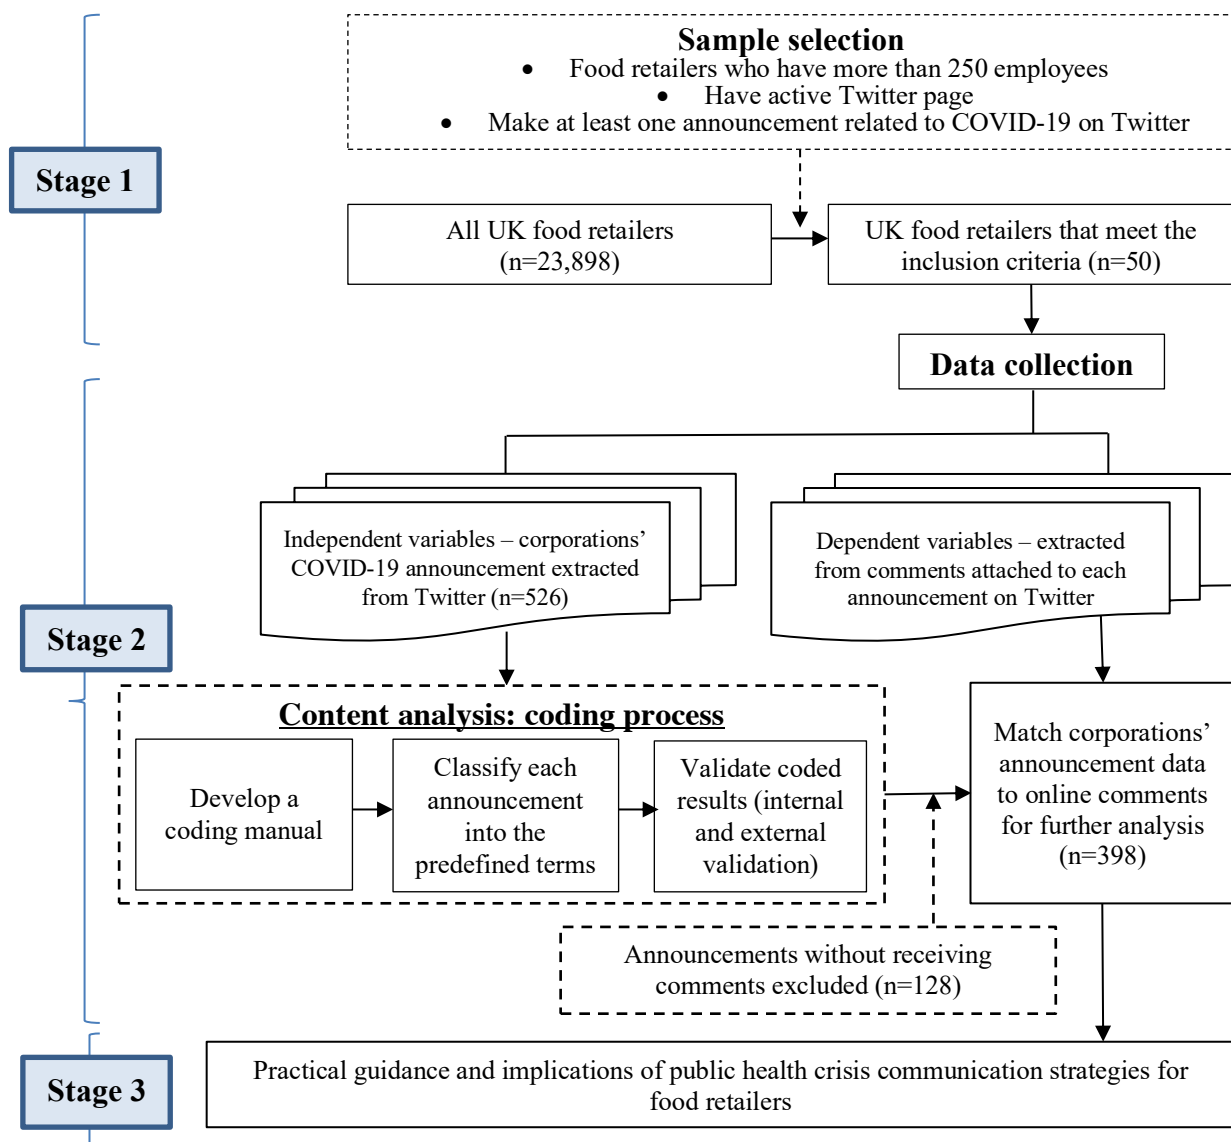 Sample selection
• Food retailers who have more than 250 employees
• Have active Twitter page
• Make at least one announcement related to COVID-19 on Twitter
Stage 1
All UK food retailers
(n=23,898)
UK food retailers that meet the
inclusion criteria (n=50)
Data collection
Independent variables – corporations’
COVID-19 announcement extracted
from Twitter (n=526)
Dependent variables – extracted
from comments attached to each
announcement on Twitter
Stage 2
Content analysis: coding process
Develop a
coding manual
Classify each
announcement
into the
predefined terms
Validate coded
results (internal
and external
validation)
Match corporations’
announcement data
to online comments
for further analysis
(n=398)
Announcements without receiving
comments excluded (n=128)
Stage 3
Practical guidance and implications of public health crisis communication strategies for
food retailers